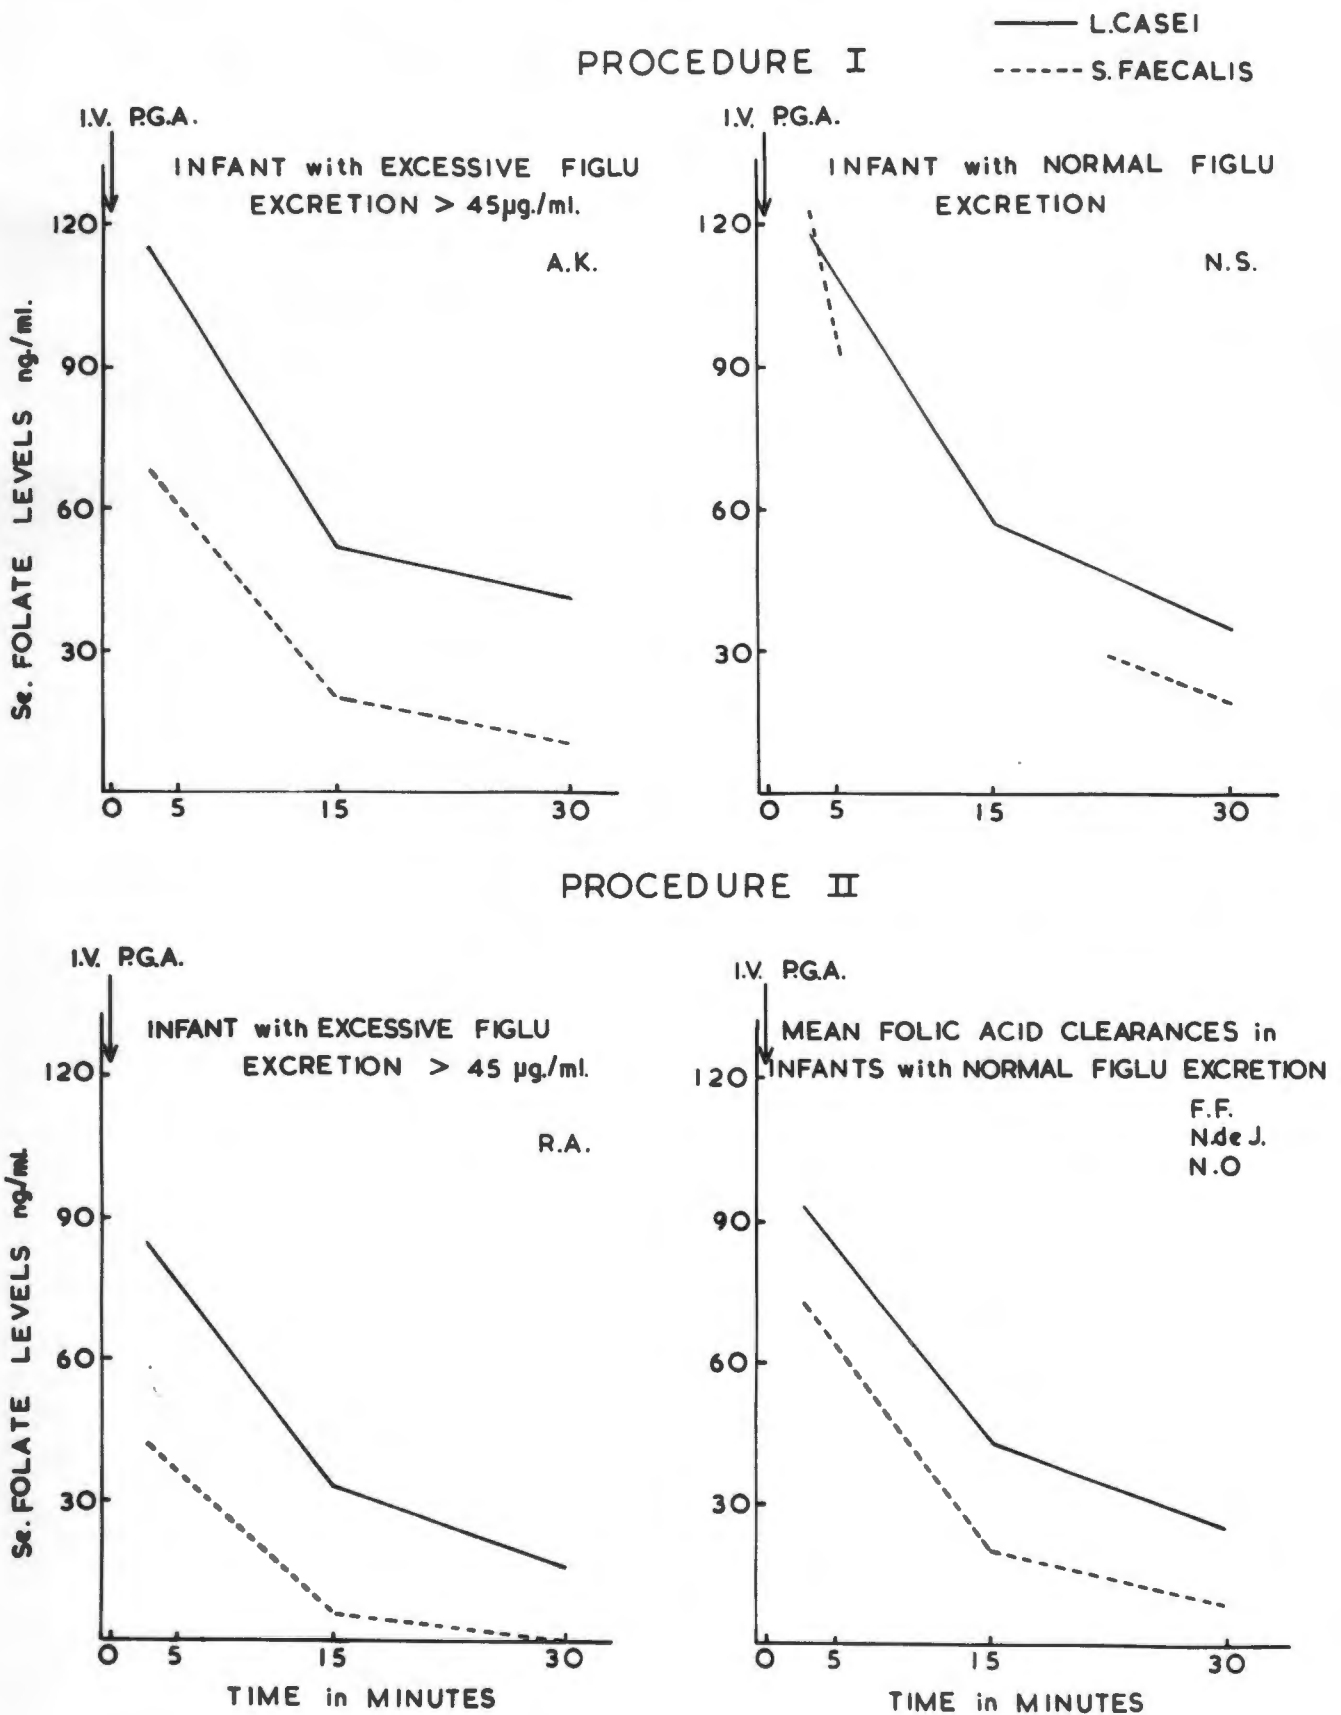 L.CASEI
PROCEDURE I
S. FAECALIS
I.V. P.G.A.
INFANT with EXCESSIVE FIGLU
EXCRETION > 45µg./ml.
A.K.
120
90
60
30
0 5 15 30
Se. FOLATE LEVELS ng./ml.
I.V. P.G.A.
INFANT with NORMAL FIGLU
EXCRETION
N.S.
120
90
60
30
0 5 15 30
PROCEDURE II
I.V. P.G.A.
INFANT with EXCESSIVE FIGLU
EXCRETION > 45 µg./ml.
R.A.
120
90
60
30
0 5 15 30
Se. FOLATE LEVELS ng/ml.
TIME in MINUTES
I.V. P.G.A.
MEAN FOLIC ACID CLEARANCES in
INFANTS with NORMAL FIGLU EXCRETION
F.F.
N.de J.
N.O
120
90
60
30
0 5 15 30
TIME in MINUTES